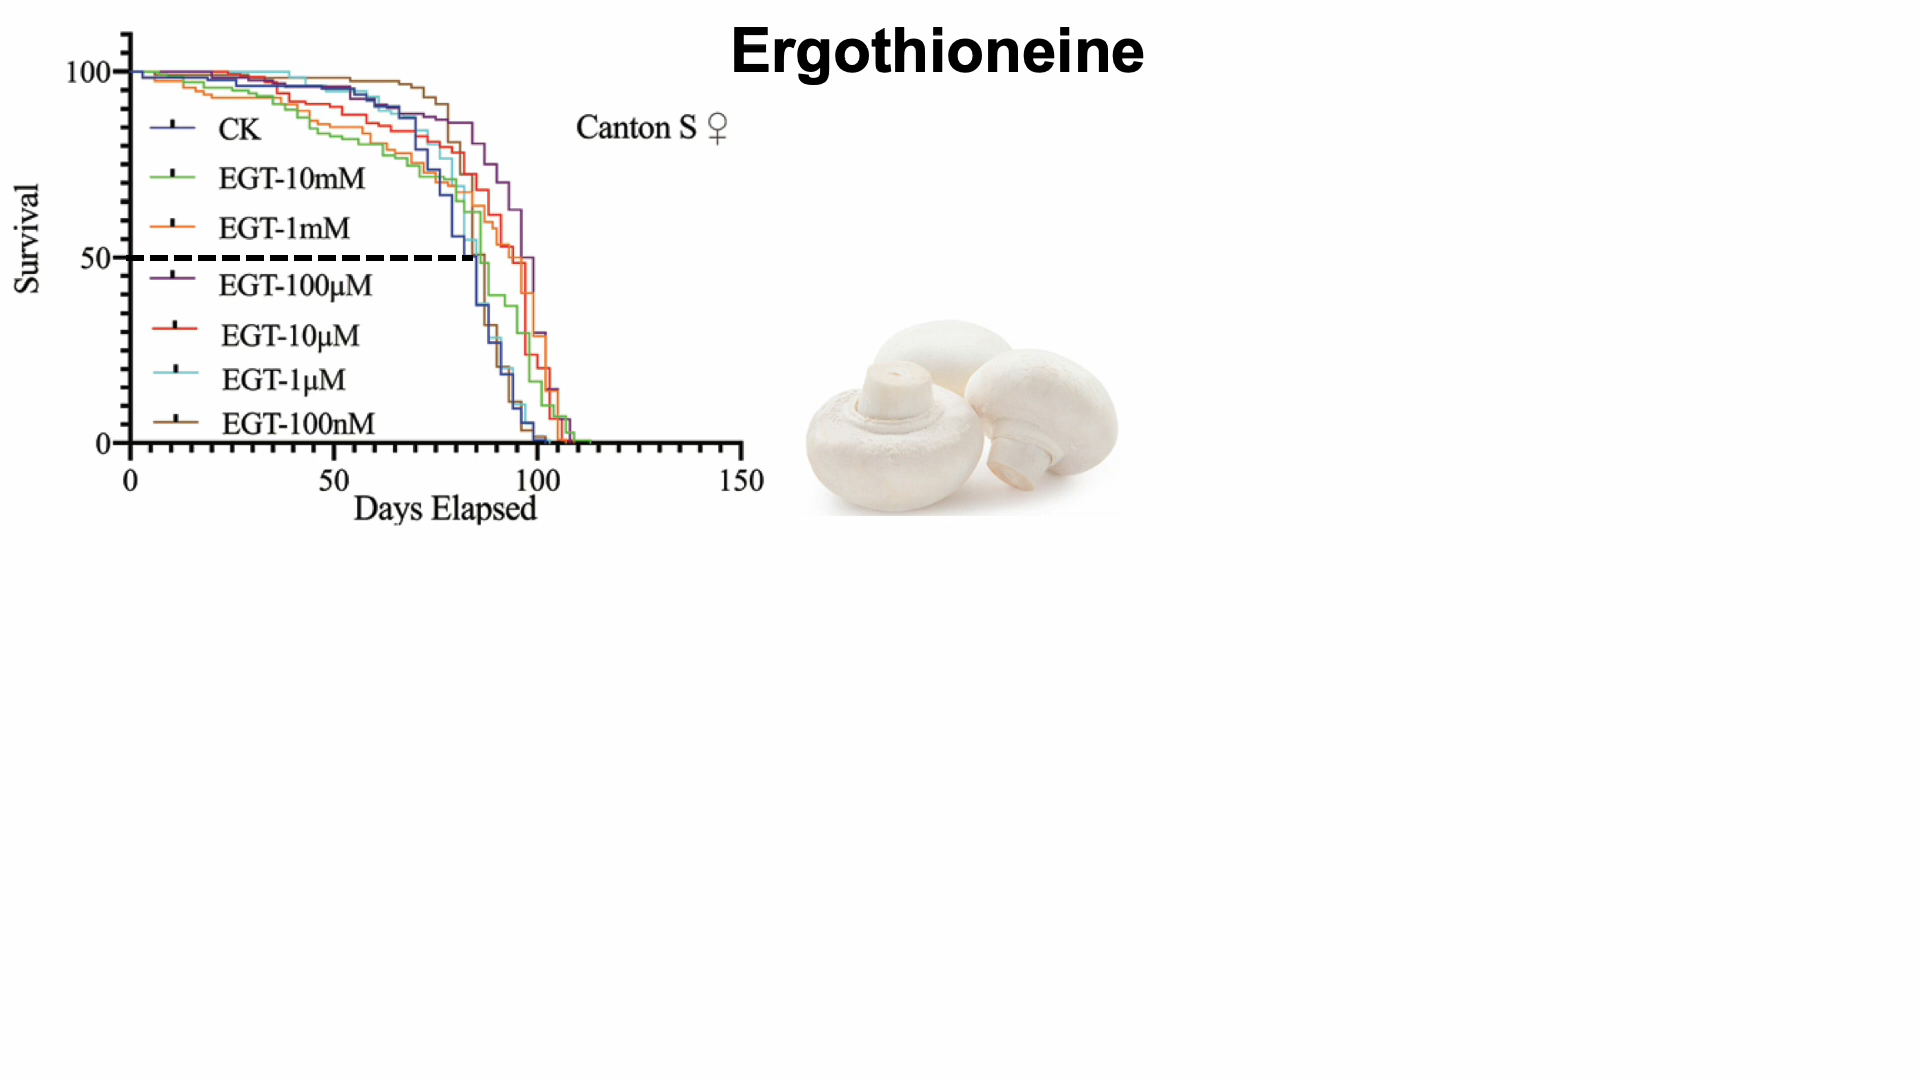 Ergothioneine
Canton S ♀
Survival
100
50
0
CK
EGT-10mM
EGT-1mM
EGT-100μM
EGT-10μM
EGT-1μM
EGT-100nM
0 50 100 150
Days Elapsed